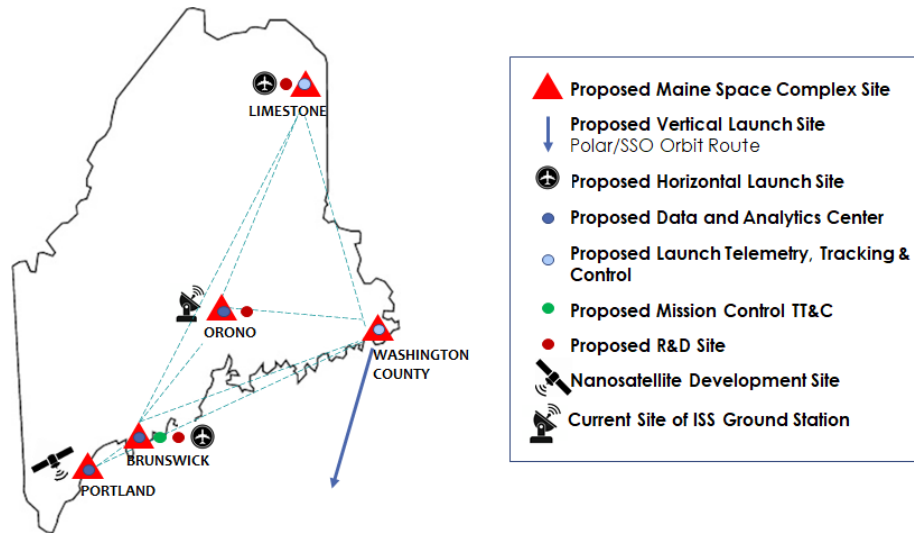 LIMESTONE
ORONO
WASHINGTON
COUNTY
BRUNSWICK
PORTLAND
Proposed Maine Space Complex Site
Proposed Vertical Launch Site
Polar/SSO Orbit Route
Proposed Horizontal Launch Site
Proposed Data and Analytics Center
Proposed Launch Telemetry, Tracking &
Control
Proposed Mission Control TT&C
Proposed R&D Site
Nanosatellite Development Site
Current Site of ISS Ground Station